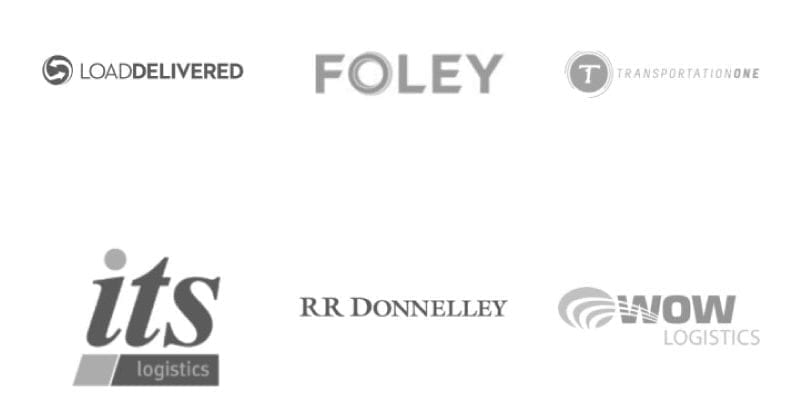 LOADDELIVERED
FOLEY
T TRANSPORTATIONONE
its
logistics
RR DONNELLEY
WOW
LOGISTICS